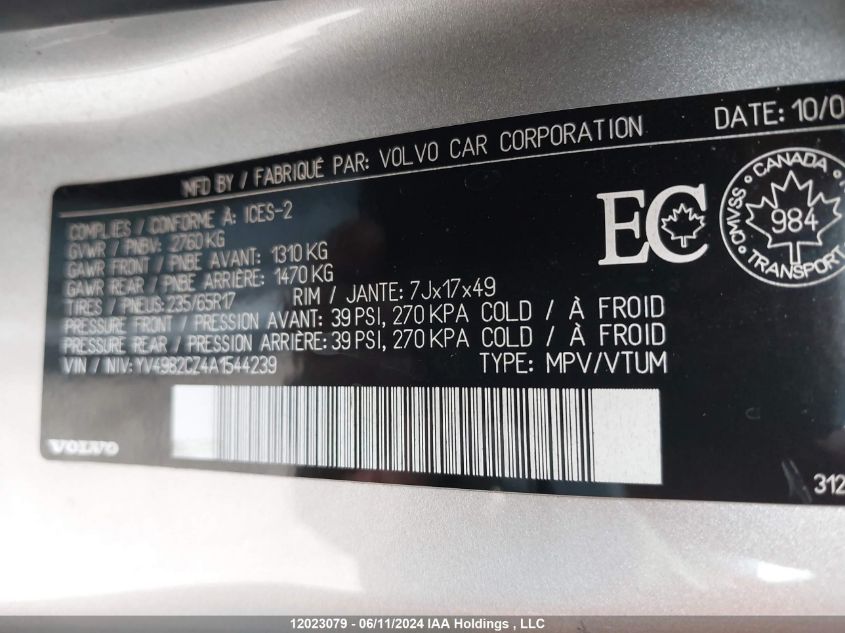 MFD BY / FABRIQUÉ PAR: VOLVO CAR CORPORATION
DATE: 10/0
COMPLIES / CONFORME À: ICES-2
GVWR / PNBV: 2760 KG
GAWR FRONT / PNBE AVANT: 1310 KG
GAWR REAR / PNBE ARRIÈRE: 1470 KG
TIRES / PNEUS: 235/65R17 RIM / JANTE: 7Jx17x49
PRESSURE FRONT / PRESSION AVANT: 39 PSI, 270 KPA COLD / À FROID
PRESSURE REAR / PRESSION ARRIÈRE: 39 PSI, 270 KPA COLD / À FROID
VIN / NIV: YV4982CZ4A1544239 TYPE: MPV/VTUM
EC
CANADA
CMVSS
984
TRANSPORT
VOLVO
312
12023079 - 06/11/2024 IAA Holdings , LLC